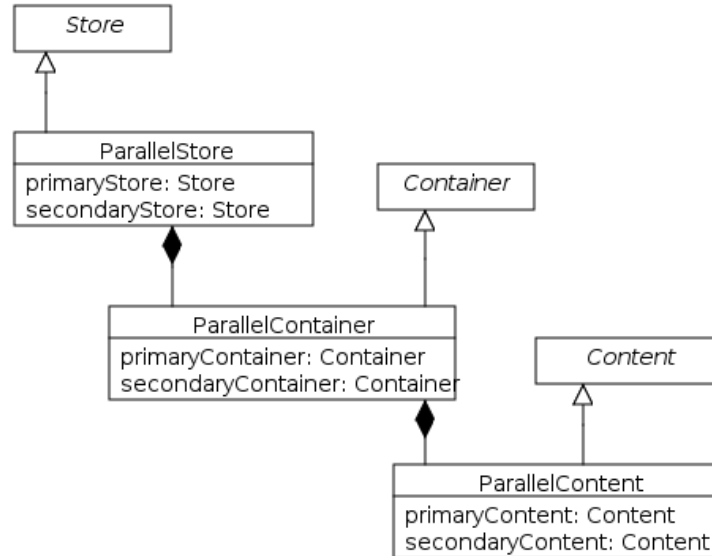 Store
ParallelStore
primaryStore: Store
secondaryStore: Store
Container
ParallelContainer
primaryContainer: Container
secondaryContainer: Container
Content
ParallelContent
primaryContent: Content
secondaryContent: Content